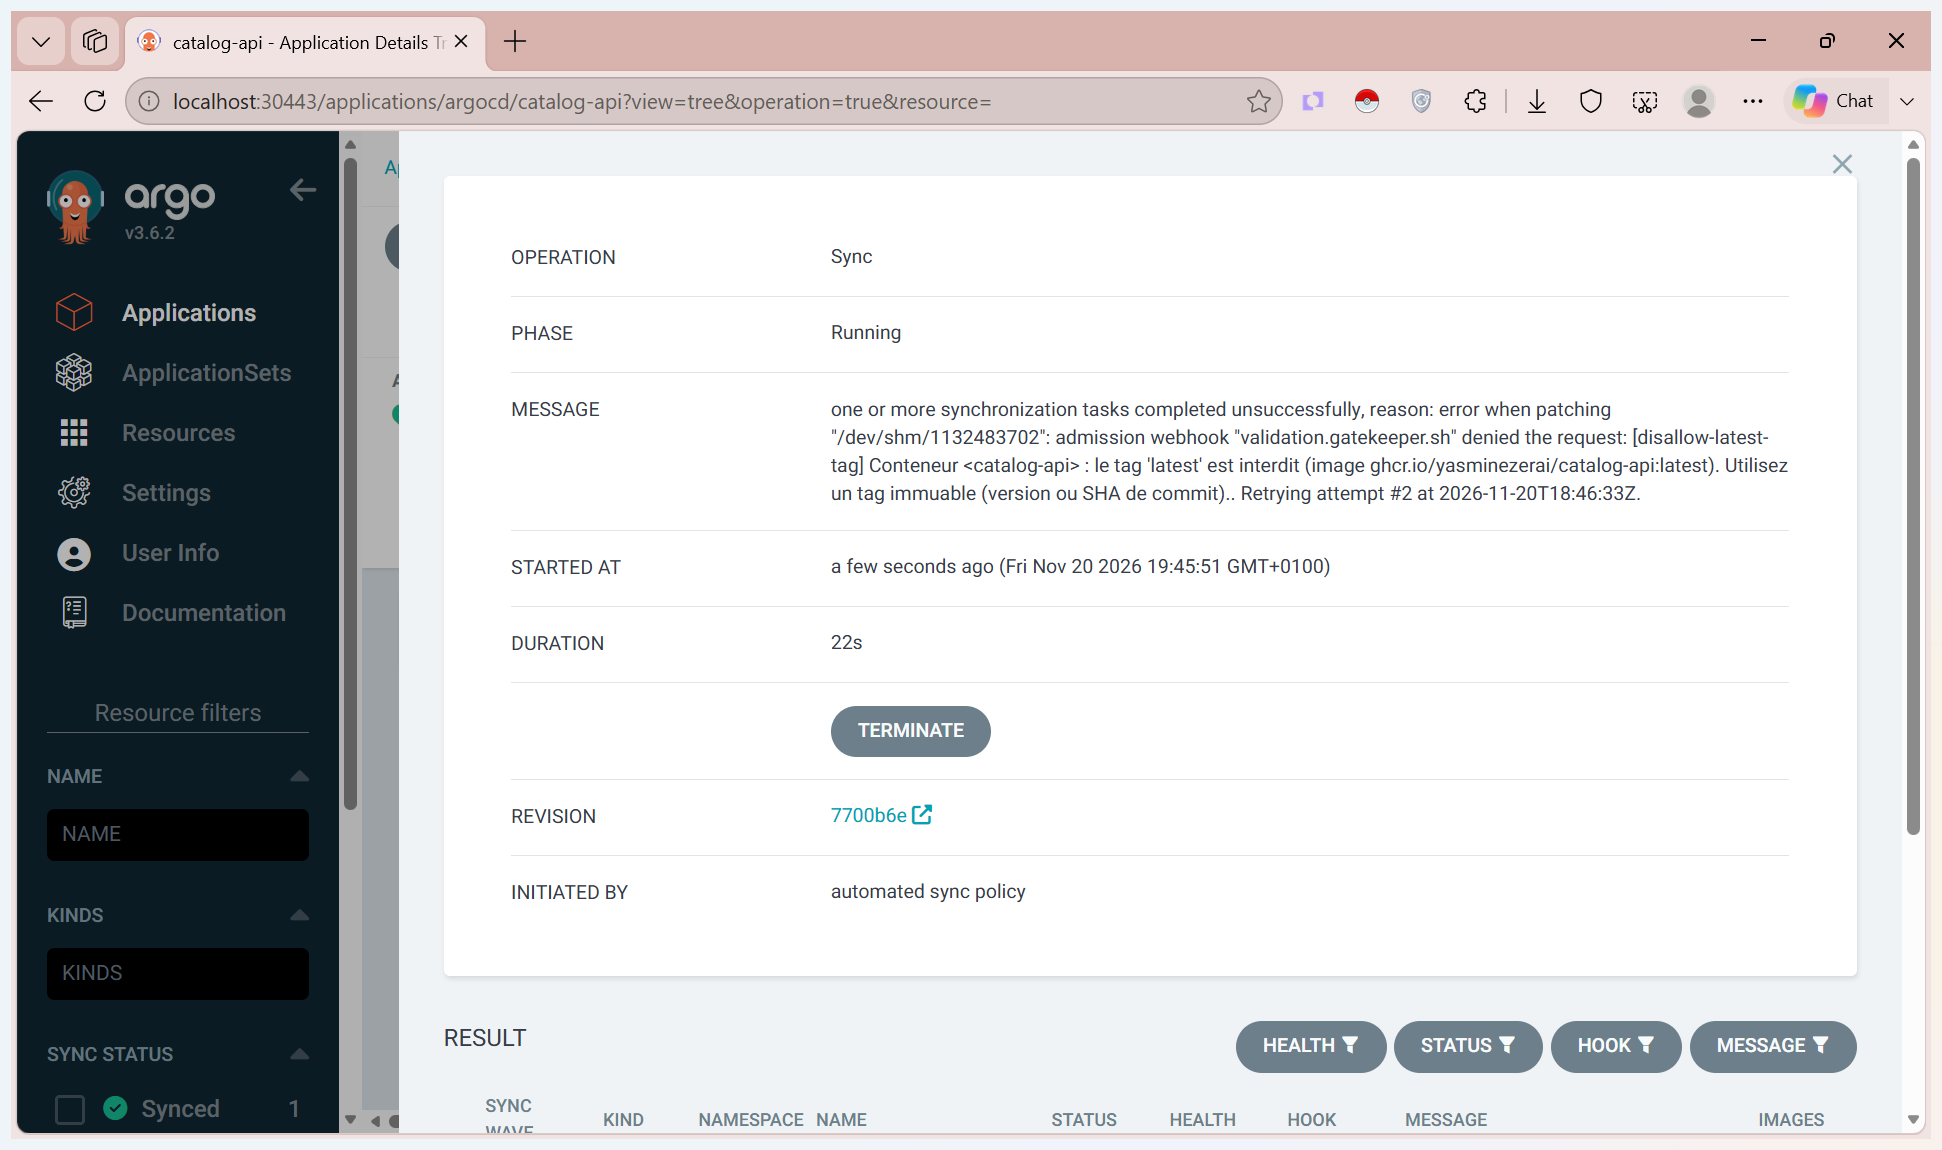 catalog-api - Application Details Tr
localhost:30443/applications/argocd/catalog-api?view=tree&operation=true&resource=
Chat
argo
v3.6.2
Applications
ApplicationSets
Resources
Settings
User Info
Documentation
Resource filters
NAME
NAME
KINDS
KINDS
SYNC STATUS
Synced 1
OPERATION Sync
PHASE Running
MESSAGE one or more synchronization tasks completed unsuccessfully, reason: error when patching
"/dev/shm/1132483702": admission webhook "validation.gatekeeper.sh" denied the request: [disallow-latest-
tag] Conteneur <catalog-api> : le tag 'latest' est interdit (image ghcr.io/yasminezerai/catalog-api:latest). Utilisez
un tag immuable (version ou SHA de commit).. Retrying attempt #2 at 2026-11-20T18:46:33Z.
STARTED AT a few seconds ago (Fri Nov 20 2026 19:45:51 GMT+0100)
DURATION 22s
TERMINATE
REVISION 7700b6e
INITIATED BY automated sync policy
RESULT HEALTH STATUS HOOK MESSAGE
SYNC WAVE KIND NAMESPACE NAME STATUS HEALTH HOOK MESSAGE IMAGES